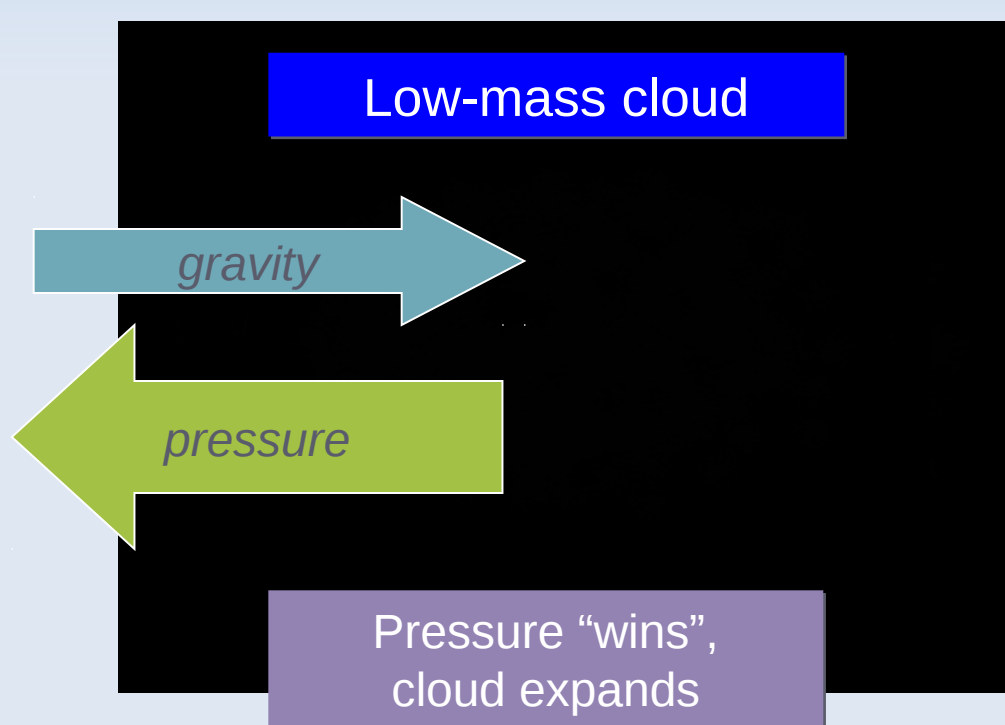 Low-mass cloud
gravity
pressure
Pressure “wins”,
cloud expands